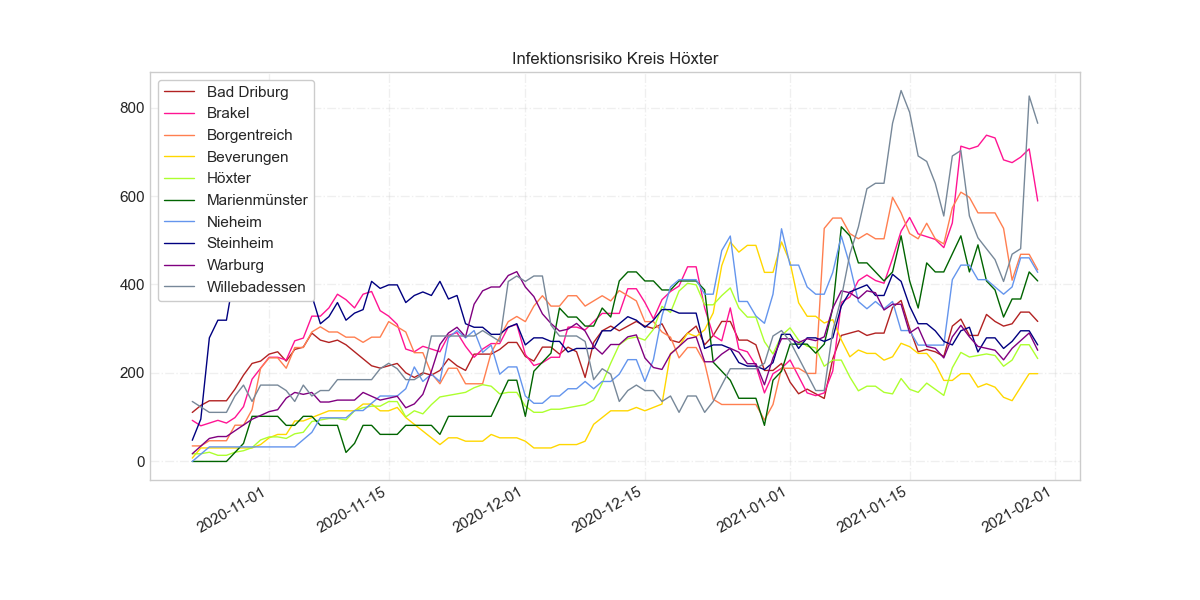 Infektionsrisiko Kreis Höxter
Bad Driburg
Brakel
Borgentreich
Beverungen
Höxter
Marienmünster
Nieheim
Steinheim
Warburg
Willebadessen
800
600
400
200
0
2020-11-01
2020-11-15
2020-12-01
2020-12-15
2021-01-01
2021-01-15
2021-02-01